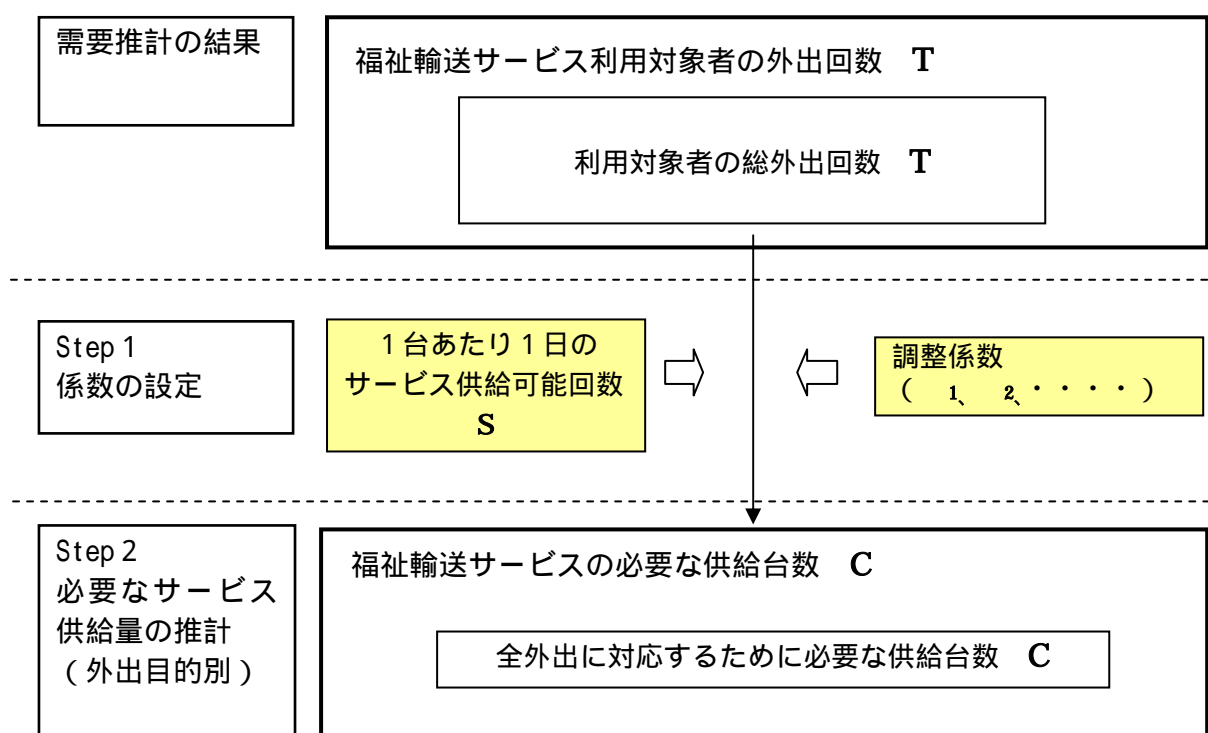 需要推計の結果
福祉輸送サービス利用対象者の外出回数 T
利用対象者の総外出回数 T
Step 1
係数の設定
１台あたり１日の
サービス供給可能回数
S
調整係数
（ 1、 2、・・・・）
Step 2
必要なサービス
供給量の推計
（外出目的別）
福祉輸送サービスの必要な供給台数 C
全外出に対応するために必要な供給台数 C